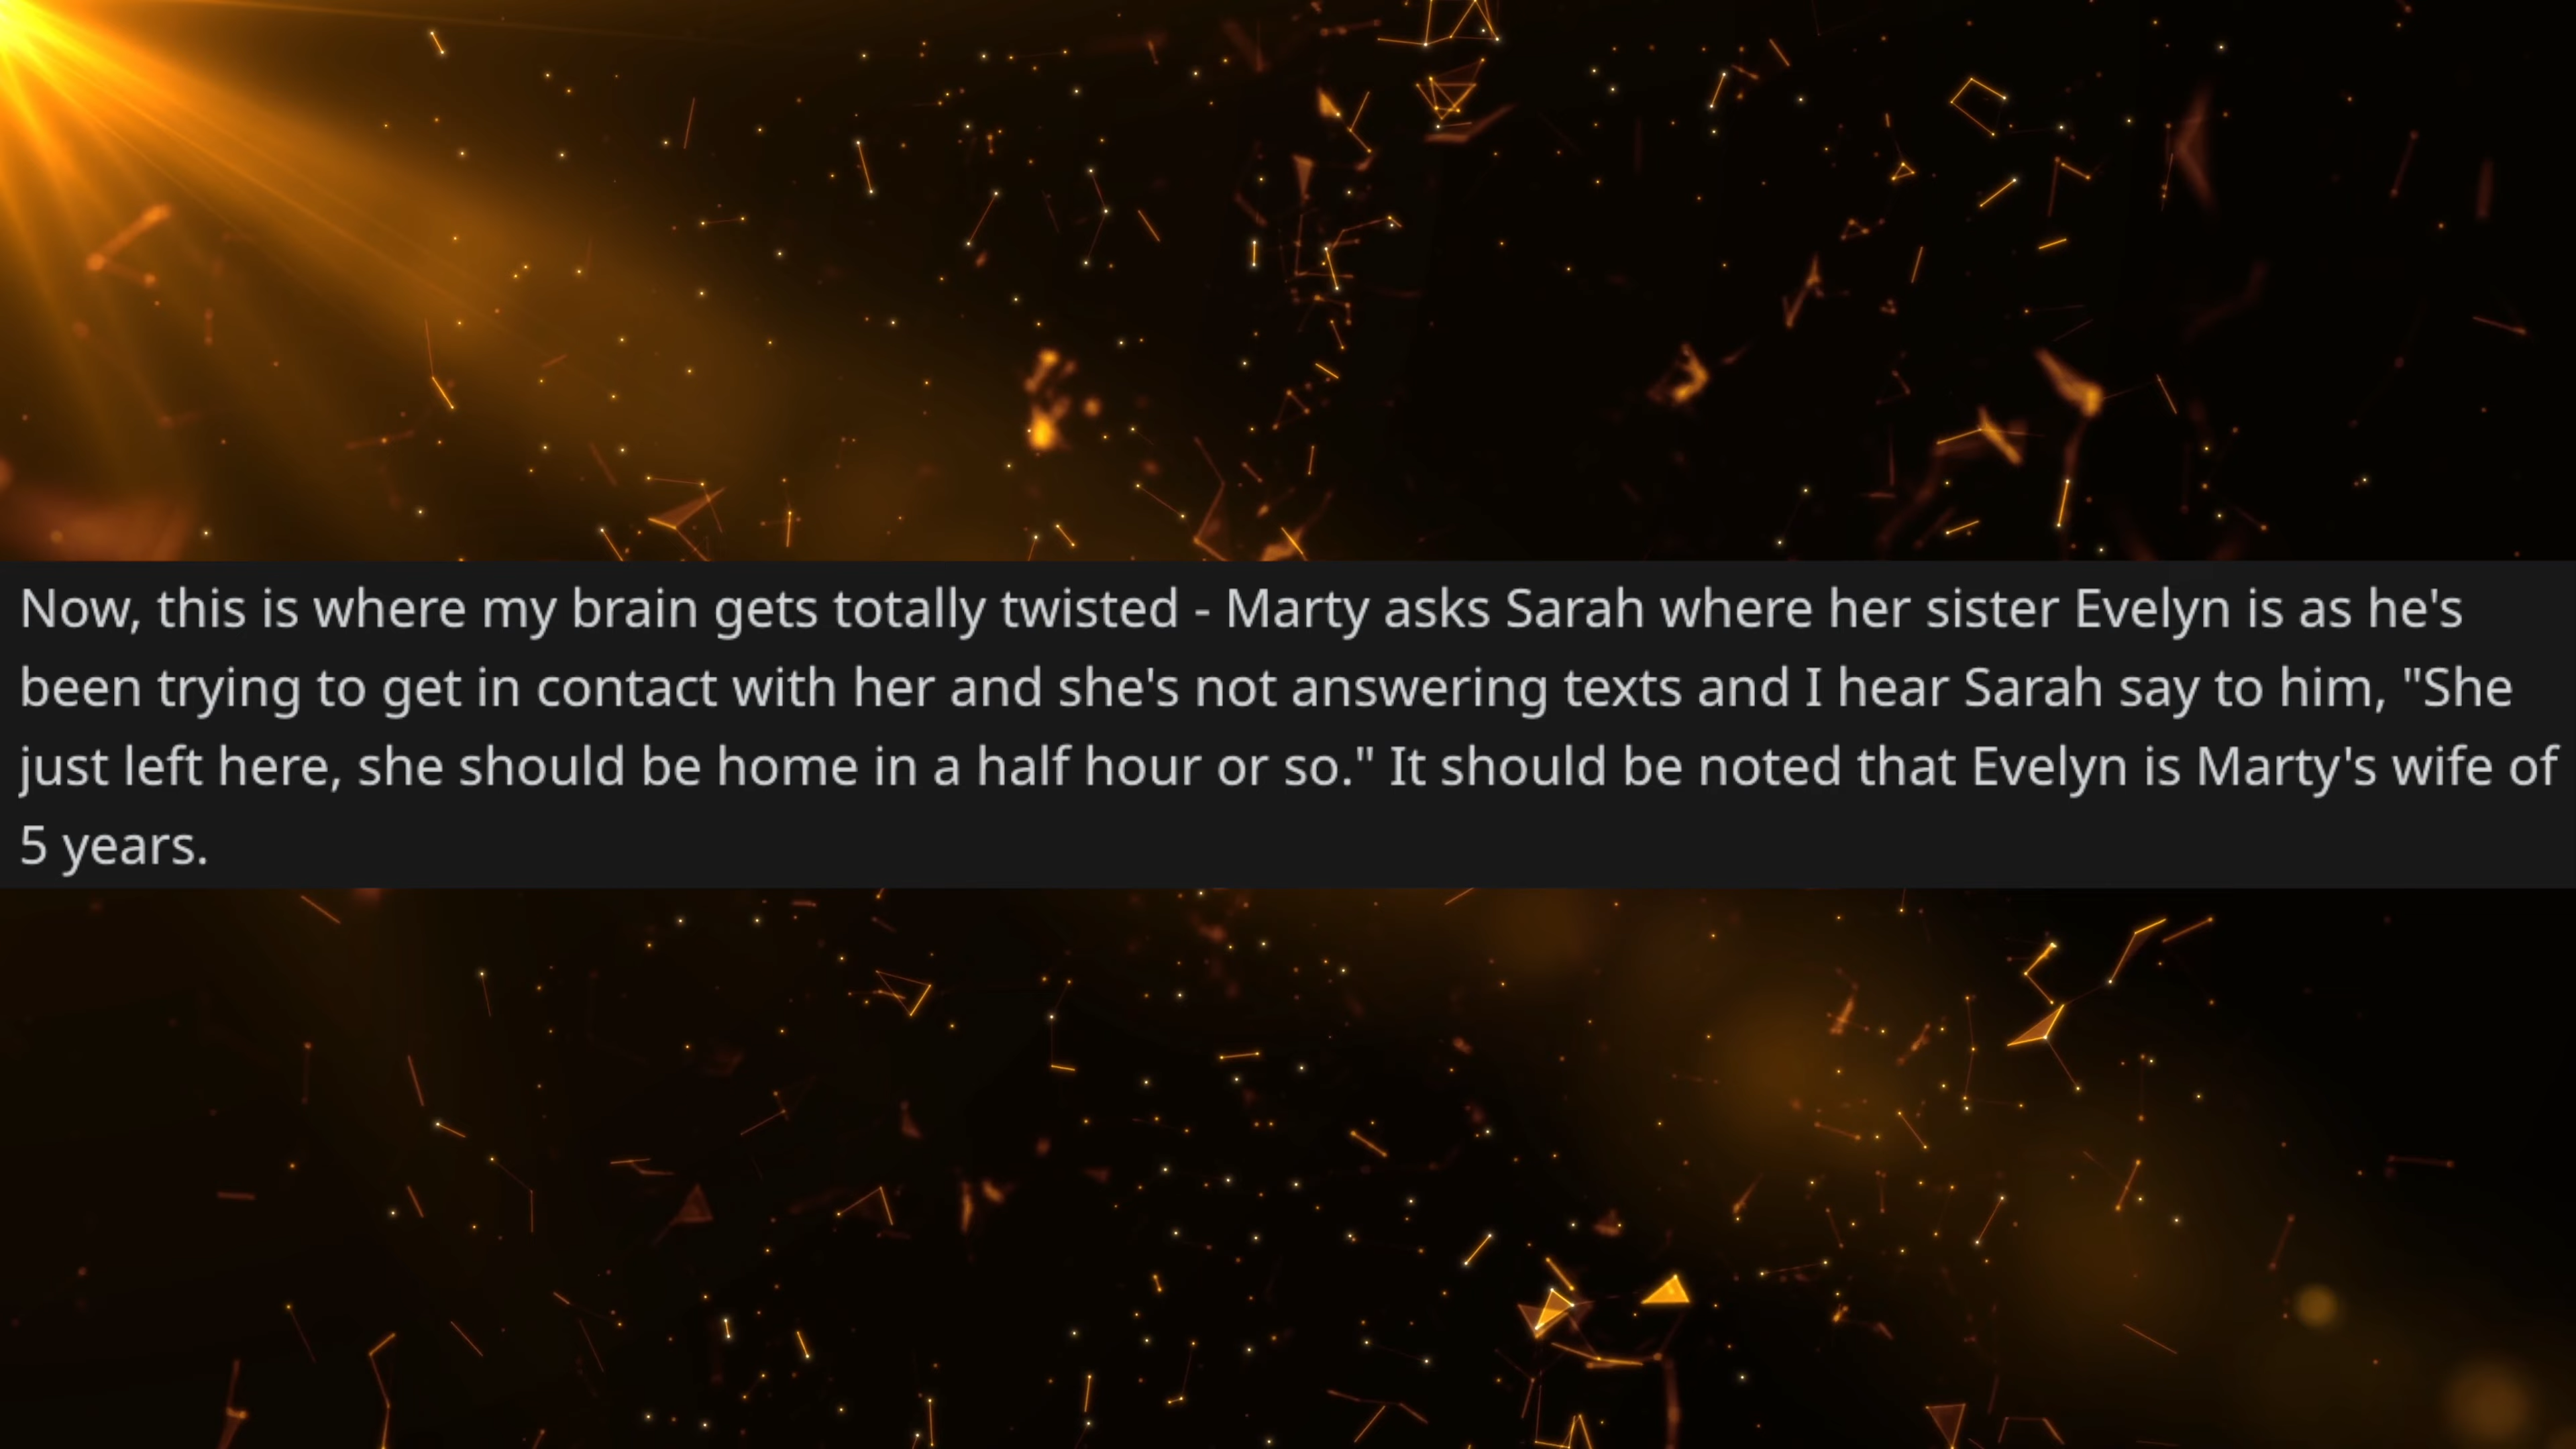 Now, this is where my brain gets totally twisted - Marty asks Sarah where her sister Evelyn is as he's
been trying to get in contact with her and she's not answering texts and I hear Sarah say to him, "She
just left here, she should be home in a half hour or so." It should be noted that Evelyn is Marty's wife of
5 years.